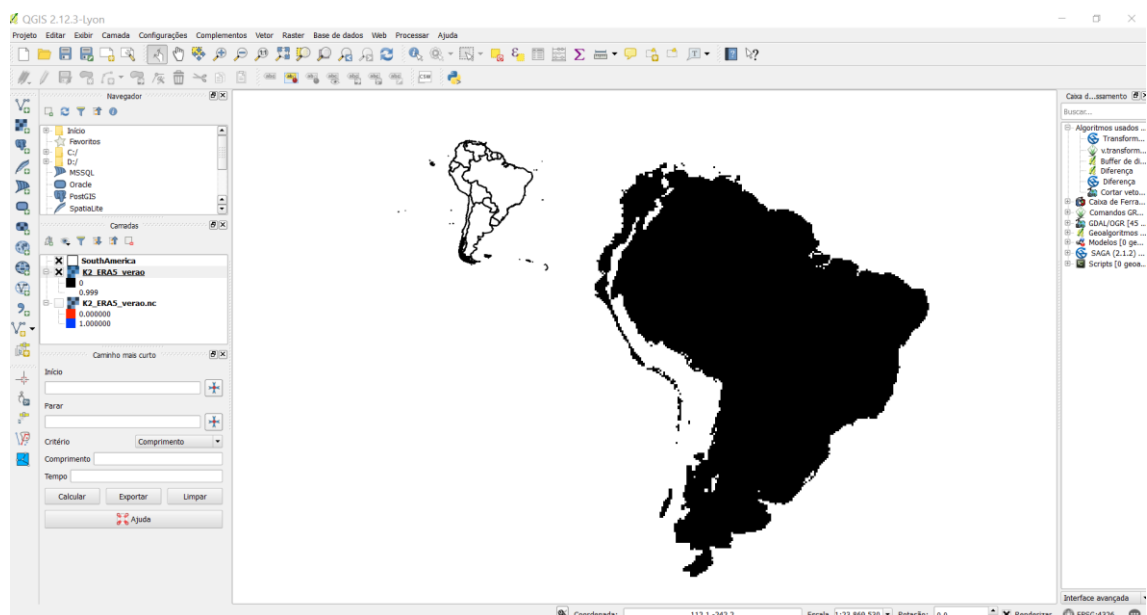 QGIS 2.12.3-Lyon
Projeto Editar Exibir Camada Configurações Complementos Vetor Raster Base de dados Web Processar Ajuda
Navegador
Início
Favoritos
C:/
D:/
MSSQL
Oracle
PostGIS
SpatiaLite
Camadas
SouthAmerica
K2_ERA5_verao
0
0.999
K2_ERA5_verao.nc
0.000000
1.000000
Caminho mais curto
Início
Parar
Critério Comprimento
Comprimento
Tempo
Calcular Exportar Limpar
Ajuda
Caixa d...ssamento
Buscar...
Algoritmos usados ...
Transform...
v.transform...
Buffer de di...
Diferença
Diferença
Cortar veto...
Caixa de Ferra...
Comandos GR...
GDAL/OGR [45 ...
Geoalgoritmos ...
Modelos [0 ge...
SAGA (2.1.2) ...
Scripts [0 geoa...
Interface avançada
Coordenada: Escala Rotação: 0.0 Renderizar EPSG:4326